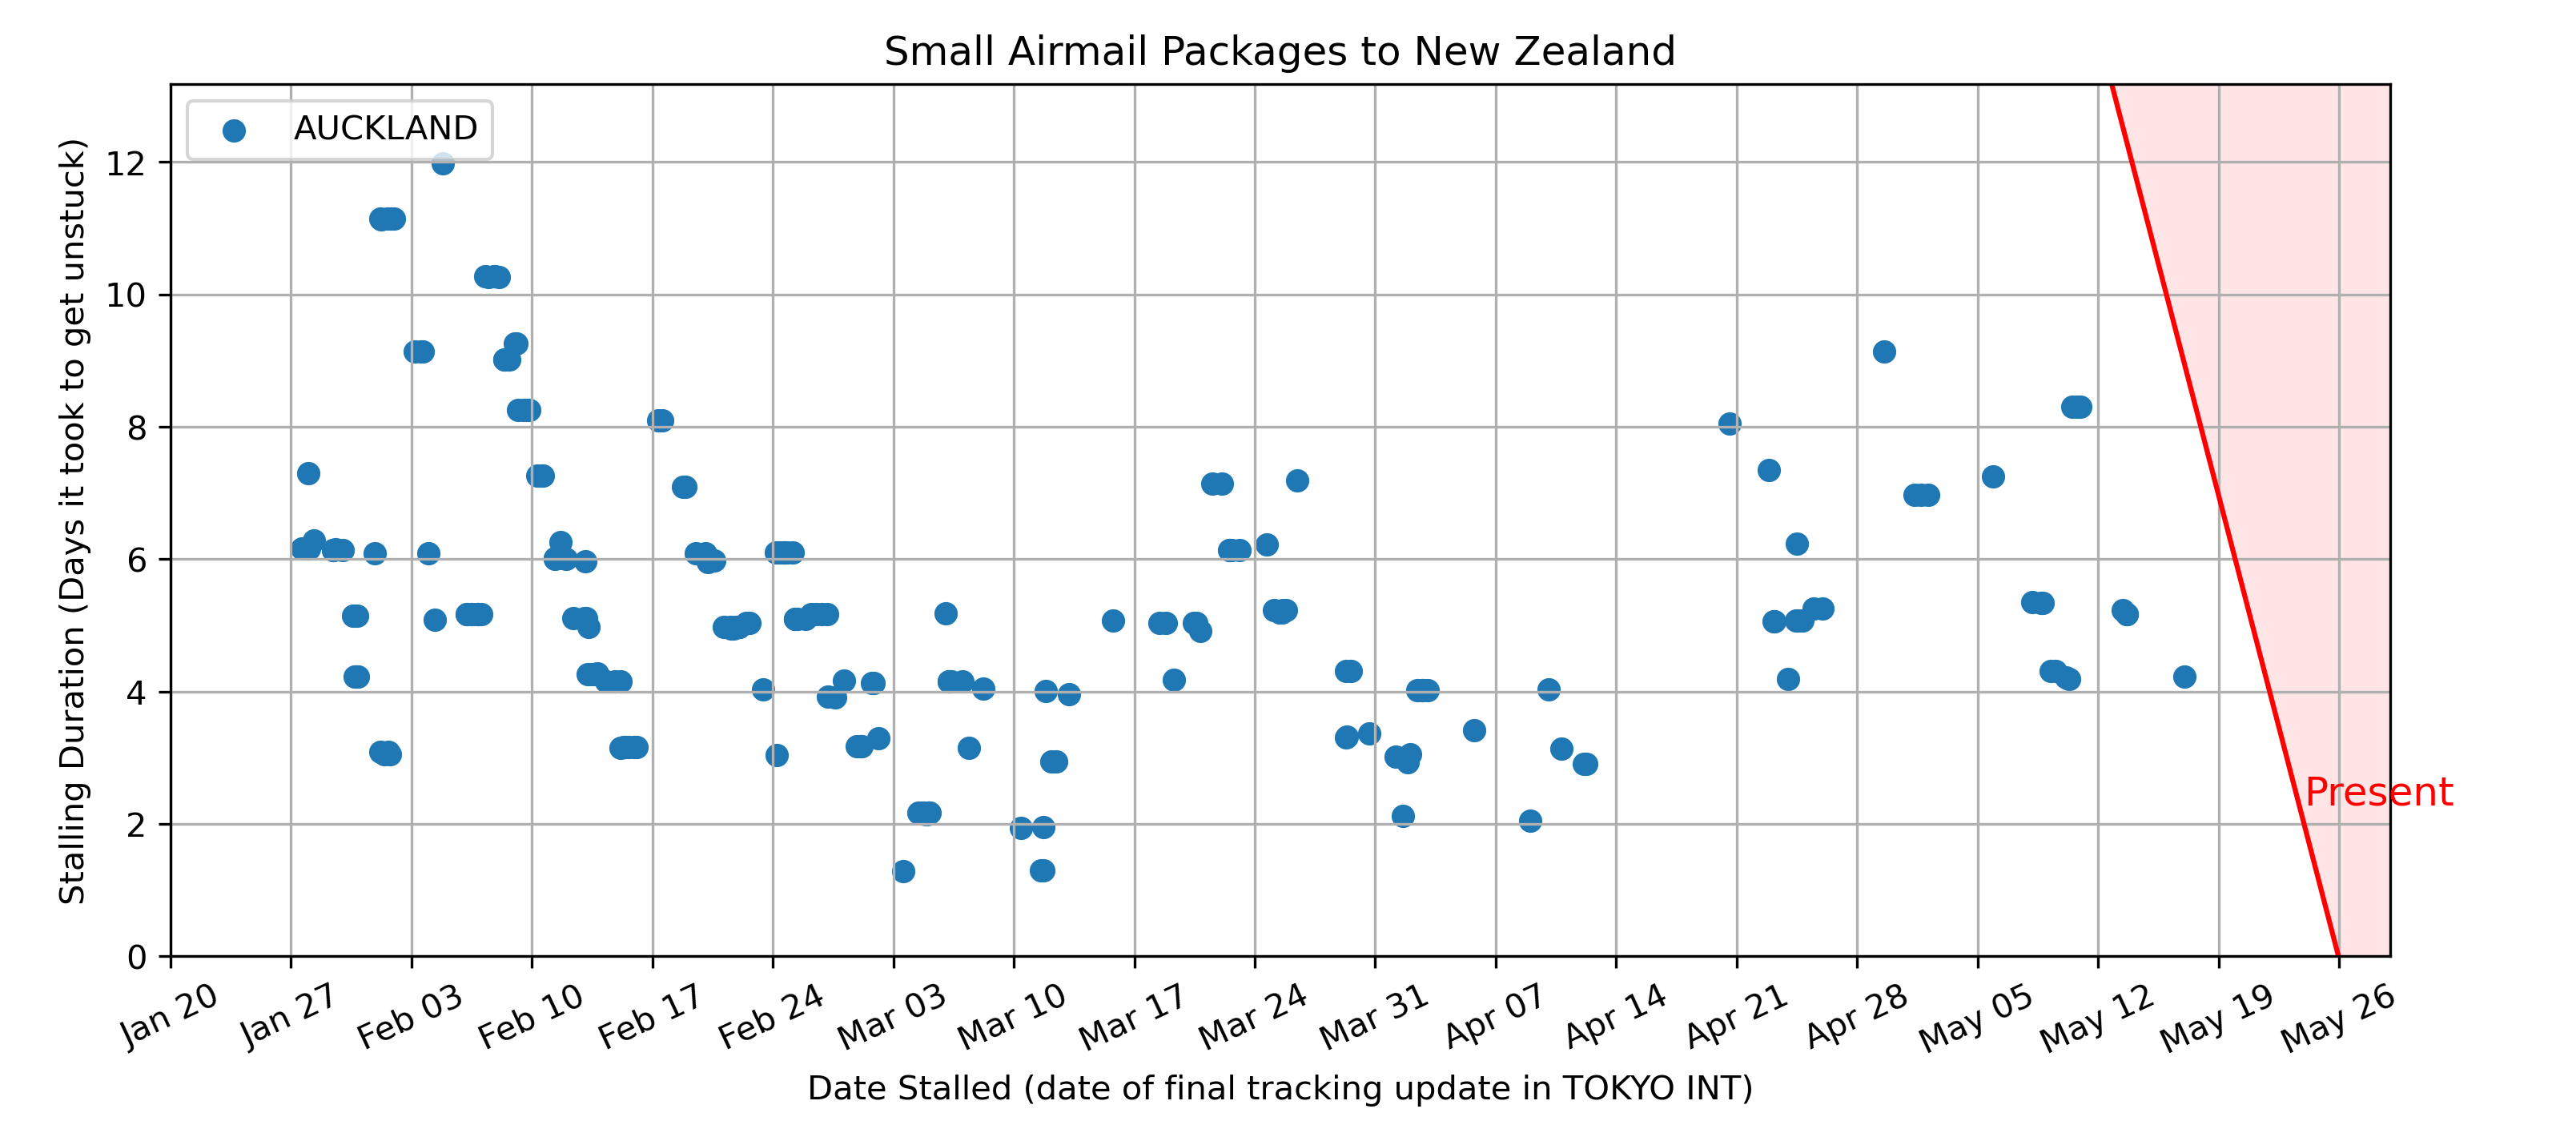 Small Airmail Packages to New Zealand
AUCKLAND
Stalling Duration (Days it took to get unstuck)
12
10
8
6
4
2
0
Present
Jan 20
Jan 27
Feb 03
Feb 10
Feb 17
Feb 24
Mar 03
Mar 10
Mar 17
Mar 24
Mar 31
Apr 07
Apr 14
Apr 21
Apr 28
May 05
May 12
May 19
May 26
Date Stalled (date of final tracking update in TOKYO INT)